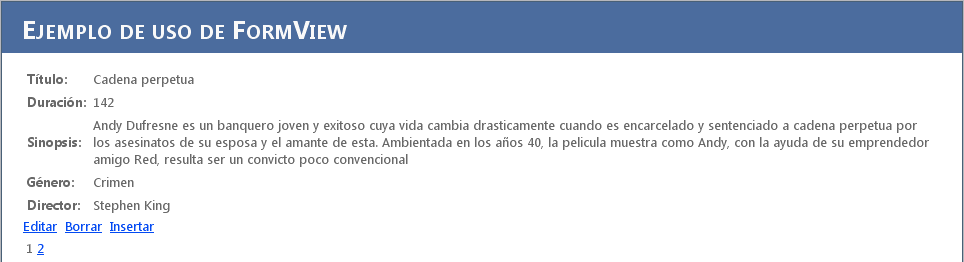 Ejemplo de uso de FormView
Título: Cadena perpetua
Duración: 142
Sinopsis: Andy Dufresne es un banquero joven y exitoso cuya vida cambia drasticamente cuando es encarcelado y sentenciado a cadena perpetua por
los asesinatos de su esposa y el amante de esta. Ambientada en los años 40, la pelicula muestra como Andy, con la ayuda de su emprendedor
amigo Red, resulta ser un convicto poco convencional
Género: Crimen
Director: Stephen King
Editar Borrar Insertar
1 2